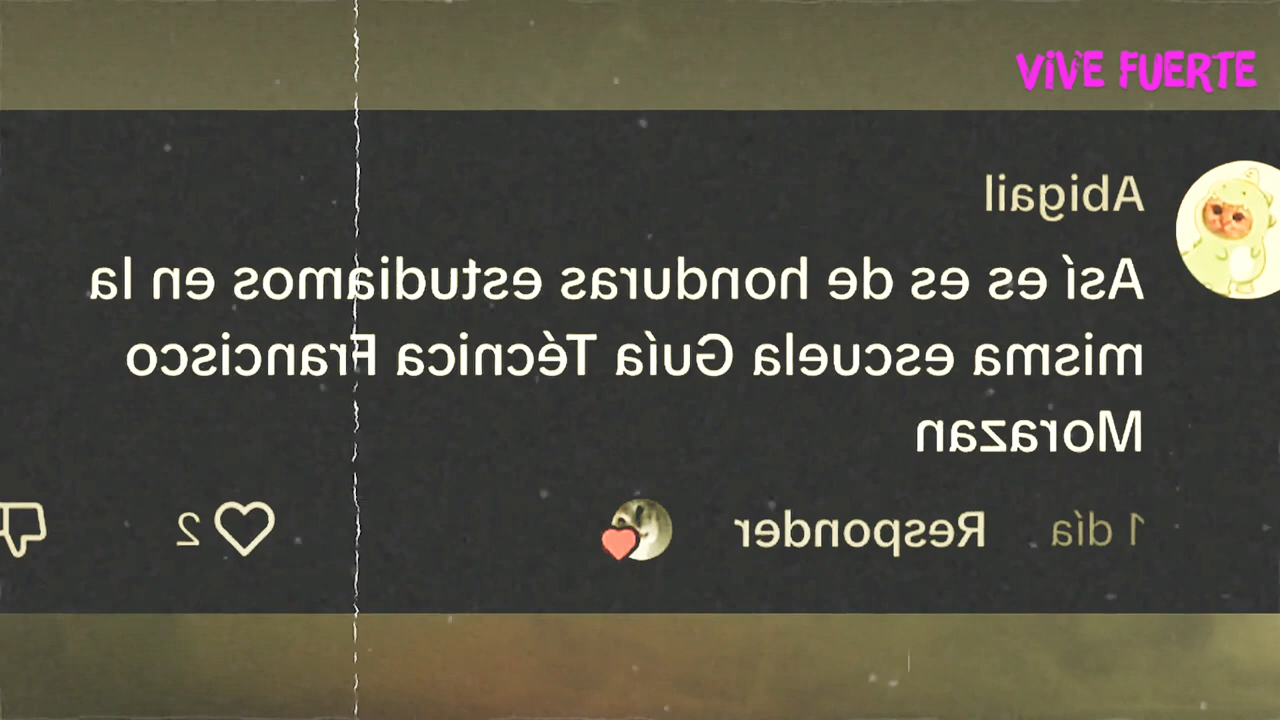 VIVE FUERTE
Abigail
Así es es de honduras estudiamos en la
misma escuela Guía Técnica Francisco
Morazan
1 día Responder 2